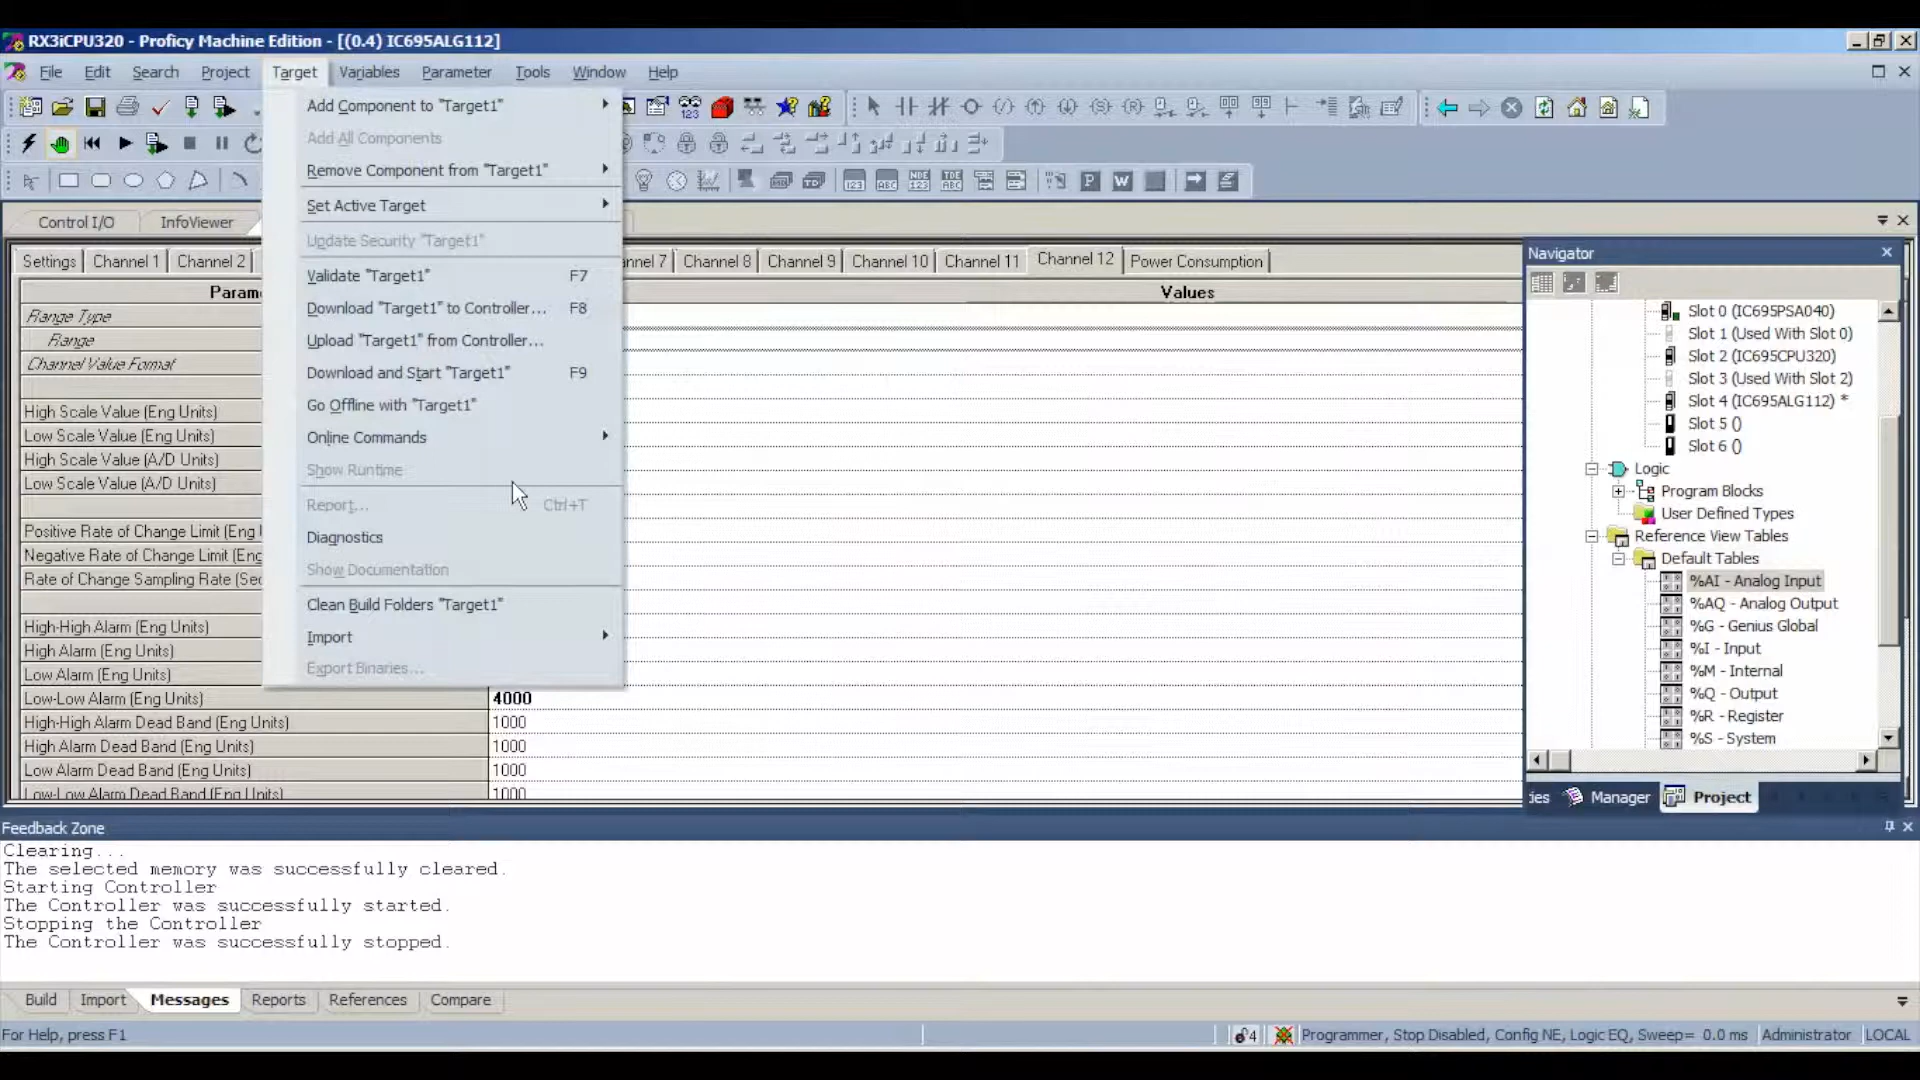 RX3iCPU320 - Proficy Machine Edition - [(0.4) IC695ALG112]
File Edit Search Project Target Variables Parameter Tools Window Help
Control I/O InfoViewer
Settings Channel 1 Channel 2 nnel 7 Channel 8 Channel 9 Channel 10 Channel 11 Channel 12 Power Consumption
Param Values
Range Type
Range
Channel Value Format
High Scale Value (Eng Units)
Low Scale Value (Eng Units)
High Scale Value (A/D Units)
Low Scale Value (A/D Units)
Positive Rate of Change Limit (Eng
Negative Rate of Change Limit (Eng
Rate of Change Sampling Rate (Sec
High-High Alarm (Eng Units)
High Alarm (Eng Units)
Low Alarm (Eng Units)
Low-Low Alarm (Eng Units) 4000
High-High Alarm Dead Band (Eng Units) 1000
High Alarm Dead Band (Eng Units) 1000
Low Alarm Dead Band (Eng Units) 1000
Low-Low Alarm Dead Band (Eng Units) 1000
Add Component to "Target1"
Add All Components
Remove Component from "Target1"
Set Active Target
Update Security "Target1"
Validate "Target1" F7
Download "Target1" to Controller... F8
Upload "Target1" from Controller...
Download and Start "Target1" F9
Go Offline with "Target1"
Online Commands
Show Runtime
Report... Ctrl+T
Diagnostics
Show Documentation
Clean Build Folders "Target1"
Import
Export Binaries...
Navigator
Slot 0 (IC695PSA040)
Slot 1 (Used With Slot 0)
Slot 2 (IC695CPU320)
Slot 3 (Used With Slot 2)
Slot 4 (IC695ALG112) *
Slot 5 ()
Slot 6 ()
Logic
Program Blocks
User Defined Types
Reference View Tables
Default Tables
%AI - Analog Input
%AQ - Analog Output
%G - Genius Global
%I - Input
%M - Internal
%Q - Output
%R - Register
%S - System
ies Manager Project
Feedback Zone
Clearing...
The selected memory was successfully cleared.
Starting Controller
The Controller was successfully started.
Stopping the Controller
The Controller was successfully stopped.
Build Import Messages Reports References Compare
For Help, press F1 4 Programmer, Stop Disabled, Config NE, Logic EQ, Sweep= 0.0 ms Administrator LOCAL